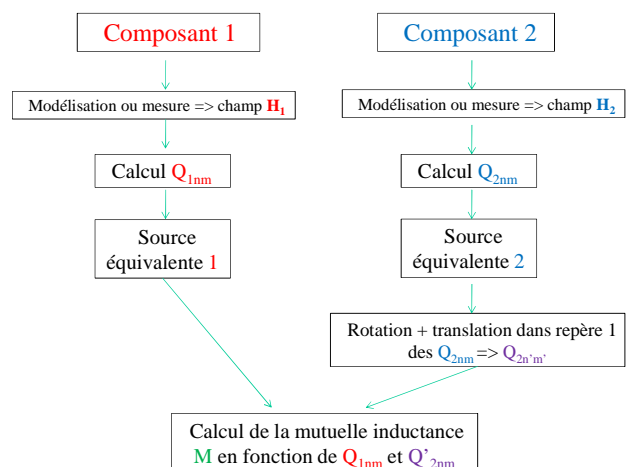 Composant 1
Composant 2
Modélisation ou mesure => champ H1
Modélisation ou mesure => champ H2
Calcul Q1nm
Calcul Q2nm
Source
équivalente 1
Source
équivalente 2
Rotation + translation dans repère 1
des Q2nm => Q2n'm'
Calcul de la mutuelle inductance
M en fonction de Q1nm et Q'2nm